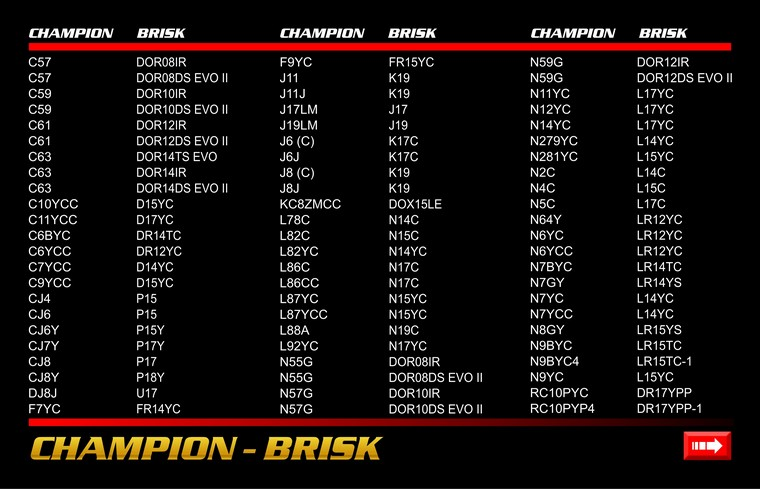 CHAMPION BRISK CHAMPION BRISK CHAMPION BRISK
C57 DOR08IR F9YC FR15YC N59G DOR12IR
C57 DOR08DS EVO II J11 K19 N59G DOR12DS EVO II
C59 DOR10IR J11J K19 N11YC L17YC
C59 DOR10DS EVO II J17LM J17 N12YC L17YC
C61 DOR12IR J19LM J19 N14YC L17YC
C61 DOR12DS EVO II J6 (C) K17C N279YC L14YC
C63 DOR14TS EVO J6J K17C N281YC L15YC
C63 DOR14IR J8 (C) K19 N2C L14C
C63 DOR14DS EVO II J8J K19 N4C L15C
C10YCC D15YC KC8ZMCC DOX15LE N5C L17C
C11YCC D17YC L78C N14C N64Y LR12YC
C6BYC DR14TC L82C N15C N6YC LR12YC
C6YCC DR12YC L82YC N14YC N6YCC LR12YC
C7YCC D14YC L86C N17C N7BYC LR14TC
C9YCC D15YC L86CC N17C N7GY LR14YS
CJ4 P15 L87YC N15YC N7YC L14YC
CJ6 P15 L87YCC N15YC N7YCC L14YC
CJ6Y P15Y L88A N19C N8GY LR15YS
CJ7Y P17Y L92YC N17YC N9BYC LR15TC
CJ8 P17 N55G DOR08IR N9BYC4 LR15TC-1
CJ8Y P18Y N55G DOR08DS EVO II N9YC L15YC
DJ8J U17 N57G DOR10IR RC10PYC DR17YPP
F7YC FR14YC N57G DOR10DS EVO II RC10PYP4 DR17YPP-1
CHAMPION - BRISK